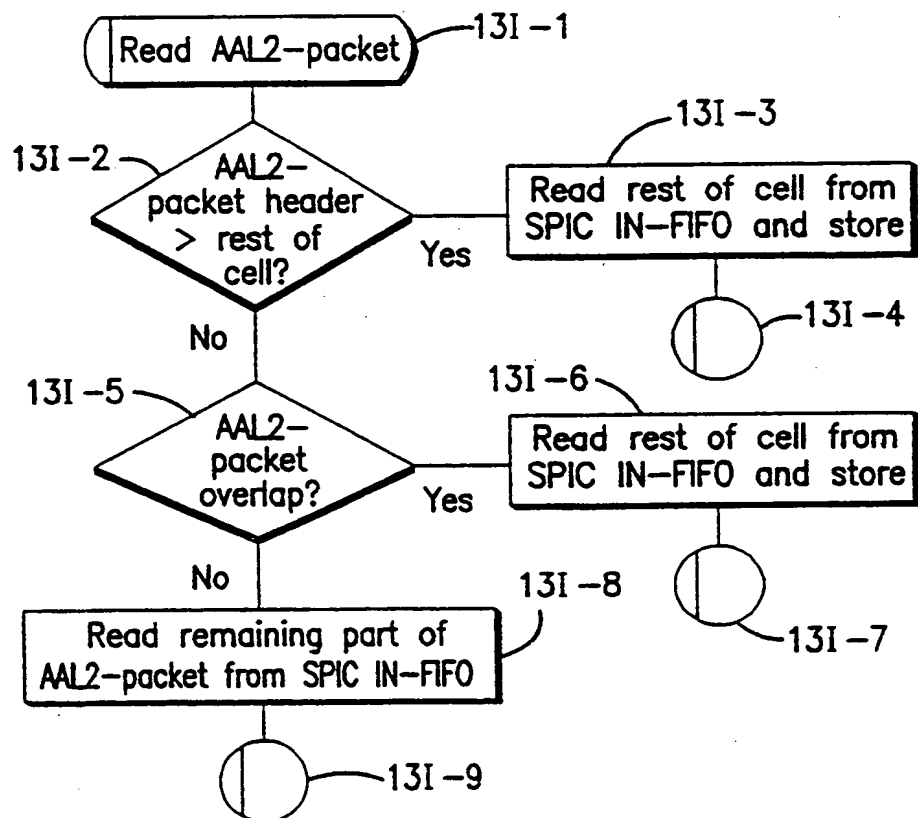 Read AAL2-packet
13I-1
13I-2
AAL2-
packet header
> rest of
cell?
Yes
13I-3
Read rest of cell from
SPIC IN-FIFO and store
13I-4
No
13I-5
AAL2-
packet
overlap?
Yes
13I-6
Read rest of cell from
SPIC IN-FIFO and store
13I-7
No
13I-8
Read remaining part of
AAL2-packet from SPIC IN-FIFO
13I-9